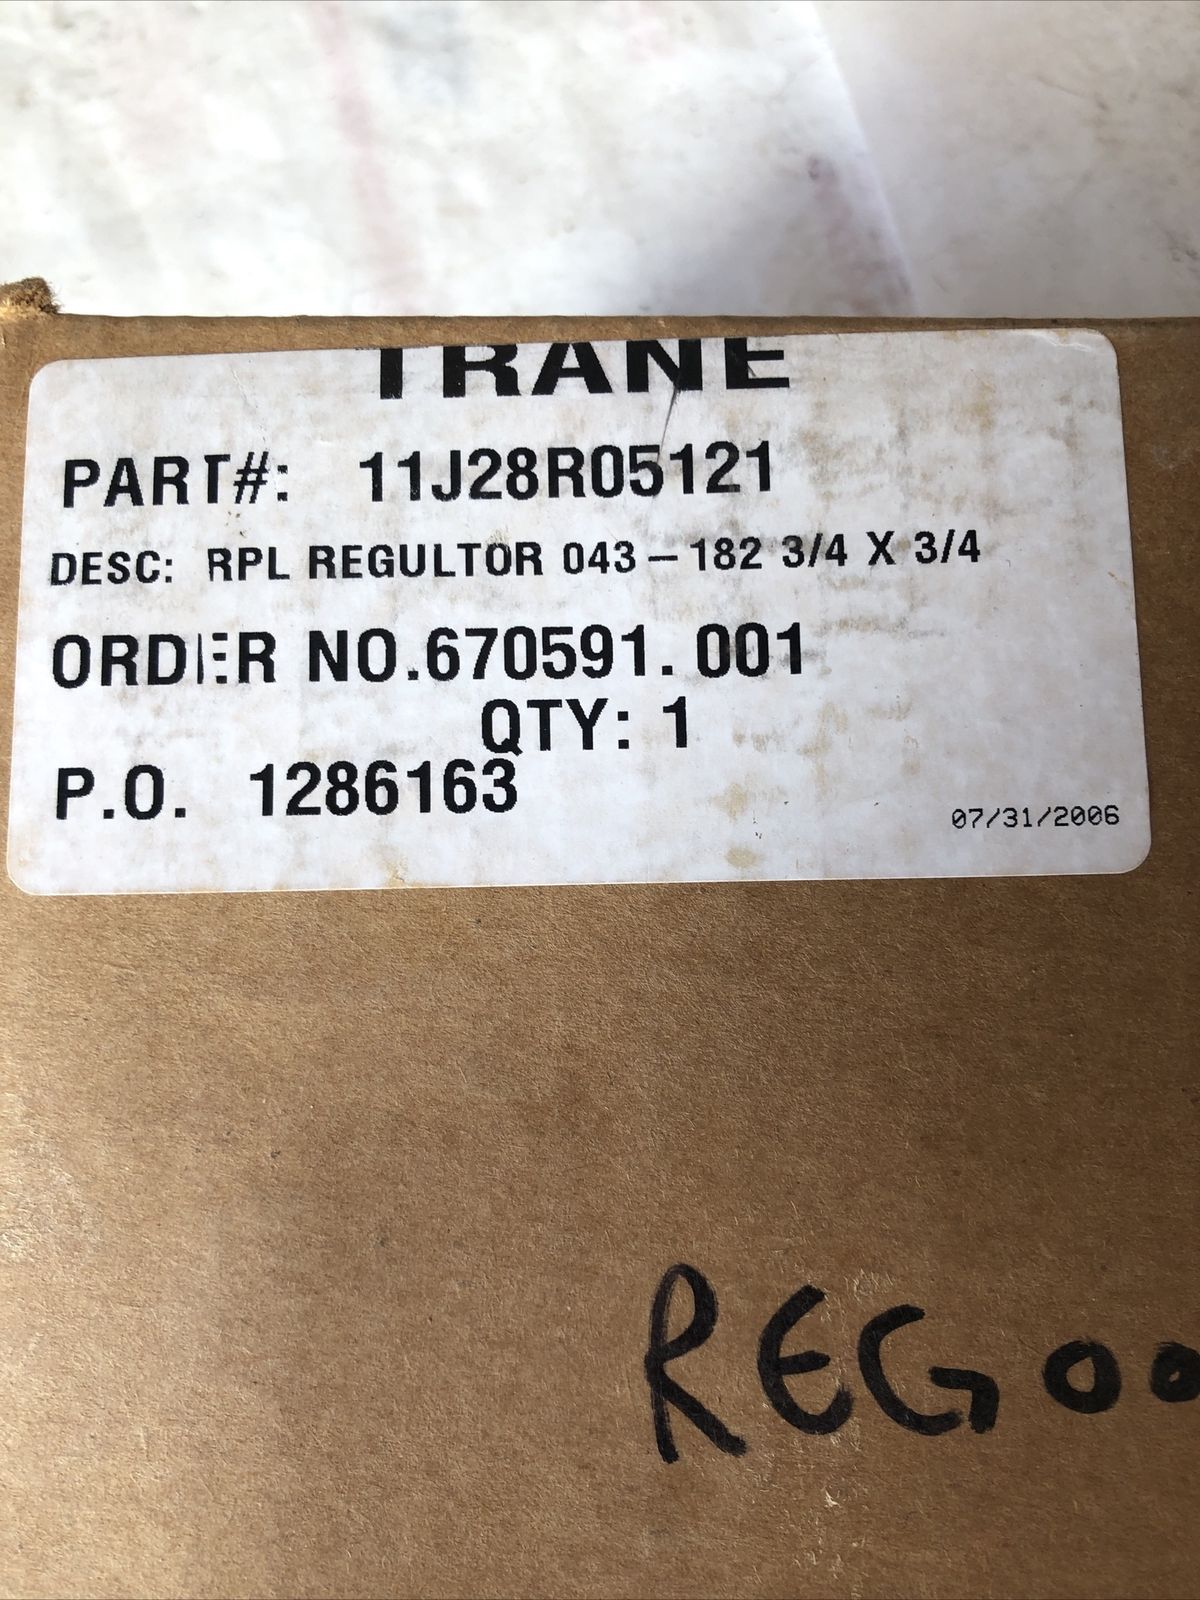 TRANE
PART#: 11J28R05121
DESC: RPL REGULTOR 043-182 3/4 X 3/4
ORDER NO.670591.001
QTY: 1
P.O. 1286163
07/31/2006
REG00